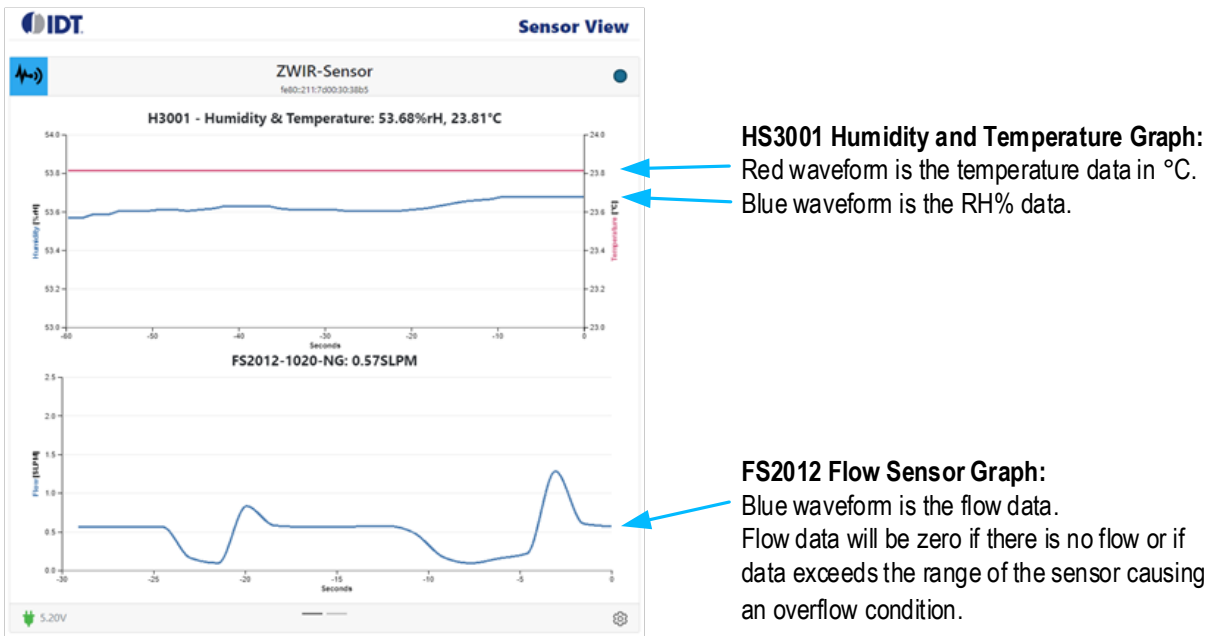 IDT
Sensor View
ZWIR-Sensor
fe80::211:7d00:30:38b5
H3001 - Humidity & Temperature: 53.68%rH, 23.81°C
54.0
24.0
53.8
23.8
53.6
23.6
53.4
23.4
53.2
23.2
53.0
23.0
Humidity [%rH]
Temperature [°C]
-60
-50
-40
-30
-20
-10
0
Seconds
FS2012-1020-NG: 0.57SLPM
2.5
2.0
1.5
1.0
0.5
0.0
Flow [SLPM]
-30
-25
-20
-15
-10
-5
0
Seconds
5.20V
HS3001 Humidity and Temperature Graph:
Red waveform is the temperature data in °C.
Blue waveform is the RH% data.
FS2012 Flow Sensor Graph:
Blue waveform is the flow data.
Flow data will be zero if there is no flow or if
data exceeds the range of the sensor causing
an overflow condition.